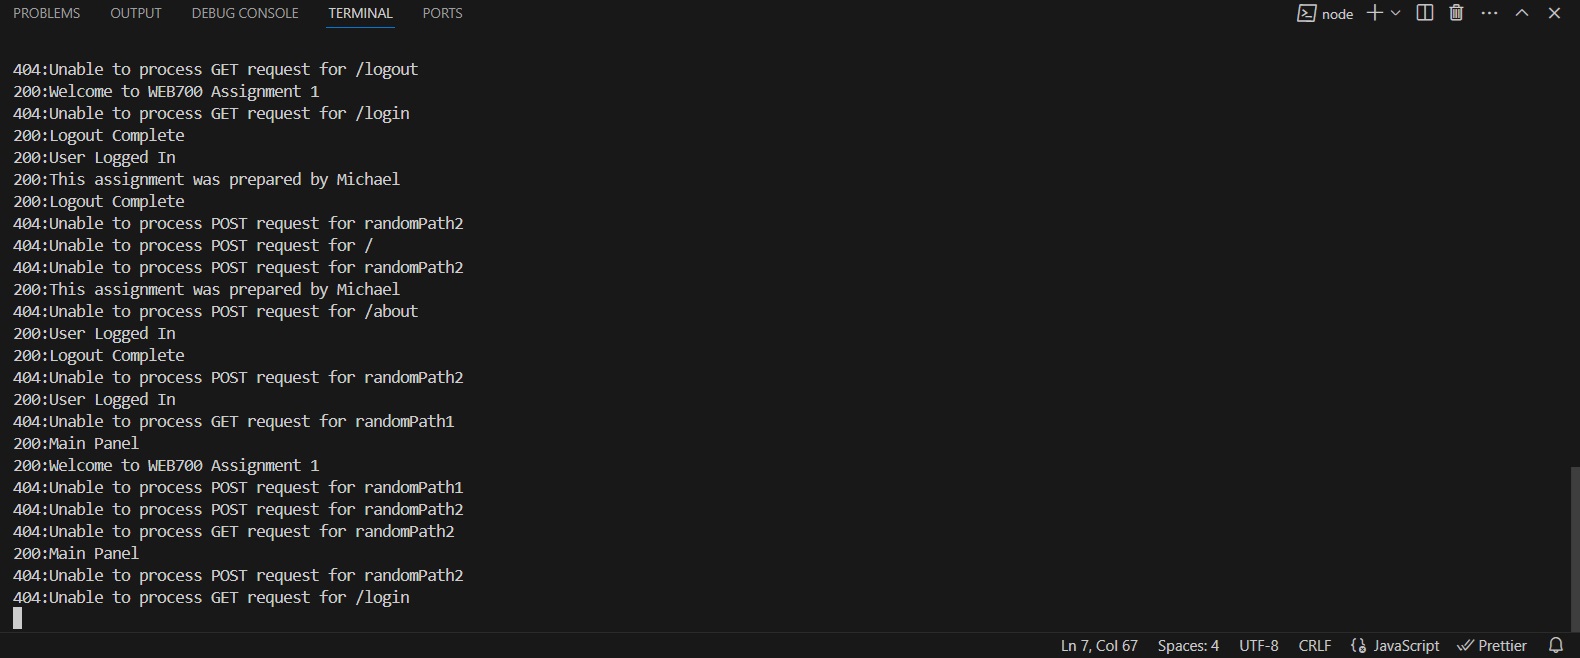 PROBLEMS OUTPUT DEBUG CONSOLE TERMINAL PORTS node
404:Unable to process GET request for /logout
200:Welcome to WEB700 Assignment 1
404:Unable to process GET request for /login
200:Logout Complete
200:User Logged In
200:This assignment was prepared by Michael
200:Logout Complete
404:Unable to process POST request for randomPath2
404:Unable to process POST request for /
404:Unable to process POST request for randomPath2
200:This assignment was prepared by Michael
404:Unable to process POST request for /about
200:User Logged In
200:Logout Complete
404:Unable to process POST request for randomPath2
200:User Logged In
404:Unable to process GET request for randomPath1
200:Main Panel
200:Welcome to WEB700 Assignment 1
404:Unable to process POST request for randomPath1
404:Unable to process POST request for randomPath2
404:Unable to process GET request for randomPath2
200:Main Panel
404:Unable to process POST request for randomPath2
404:Unable to process GET request for /login
Ln 7, Col 67 Spaces: 4 UTF-8 CRLF JavaScript Prettier